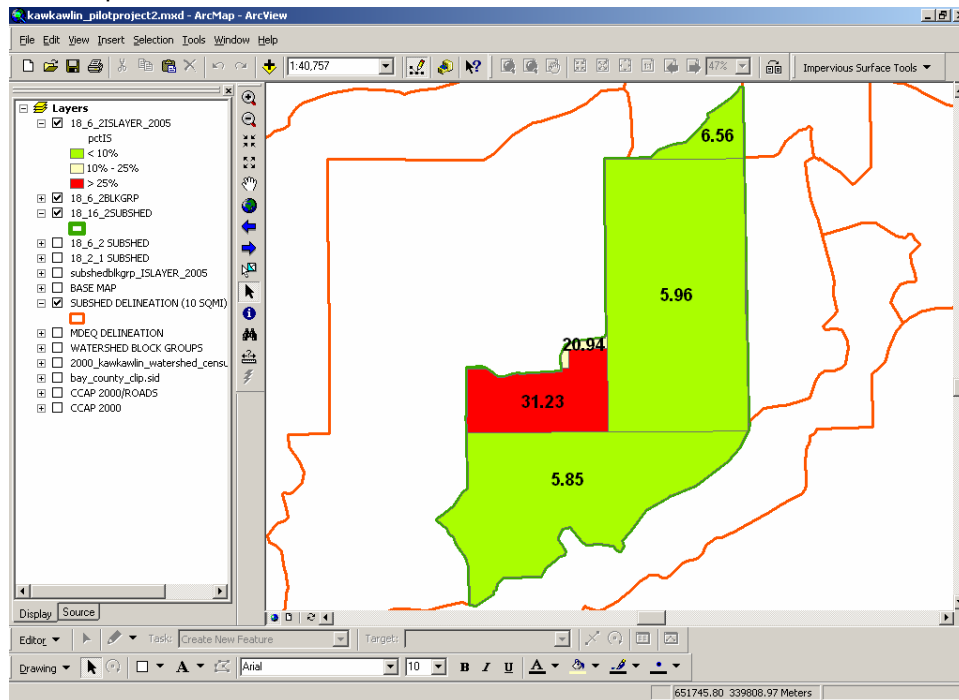 kawkawlin_pilotproject2.mxd - ArcMap - ArcView
File Edit View Insert Selection Tools Window Help
1:40,757
47%
Impervious Surface Tools
Layers
18_6_2ISLAYER_2005
pctIS
< 10%
10% - 25%
> 25%
18_6_2BLKGRP
18_16_2SUBSHED
18_6_2 SUBSHED
18_2_1 SUBSHED
subshedblkgrp_ISLAYER_2005
BASE MAP
SUBSHED DELINEATION (10 SQMI)
MDEQ DELINEATION
WATERSHED BLOCK GROUPS
2000_kawkawlin_watershed_censu
bay_county_clip.sid
CCAP 2000/ROADS
CCAP 2000
6.56
5.96
20.94
31.23
5.85
Display Source
Editor Task: Create New Feature Target:
Drawing A Arial 10 B I U A
651745.80 339808.97 Meters